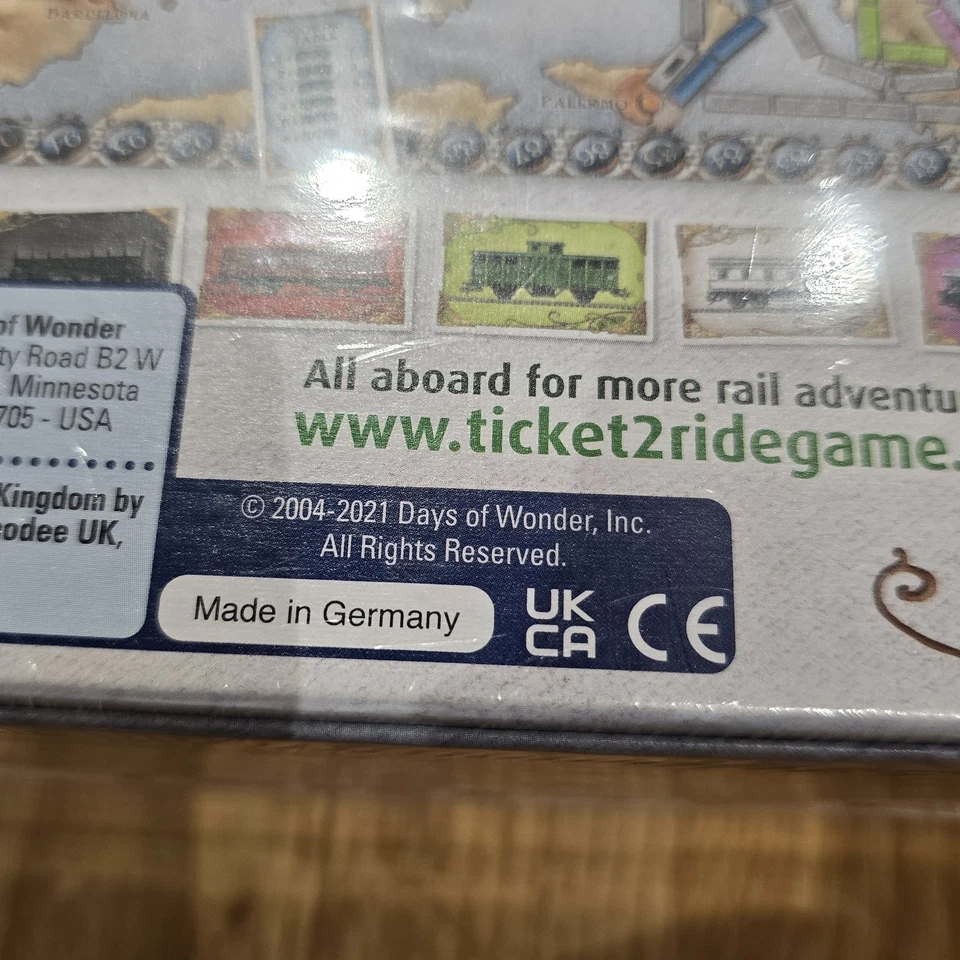 BARCELONA
PALERMO
of Wonder
ty Road B2 W
Minnesota
705 - USA
Kingdom by
codee UK,
All aboard for more rail adventu
www.ticket2ridegame.
© 2004-2021 Days of Wonder, Inc.
All Rights Reserved.
Made in Germany
UK
CA
CE